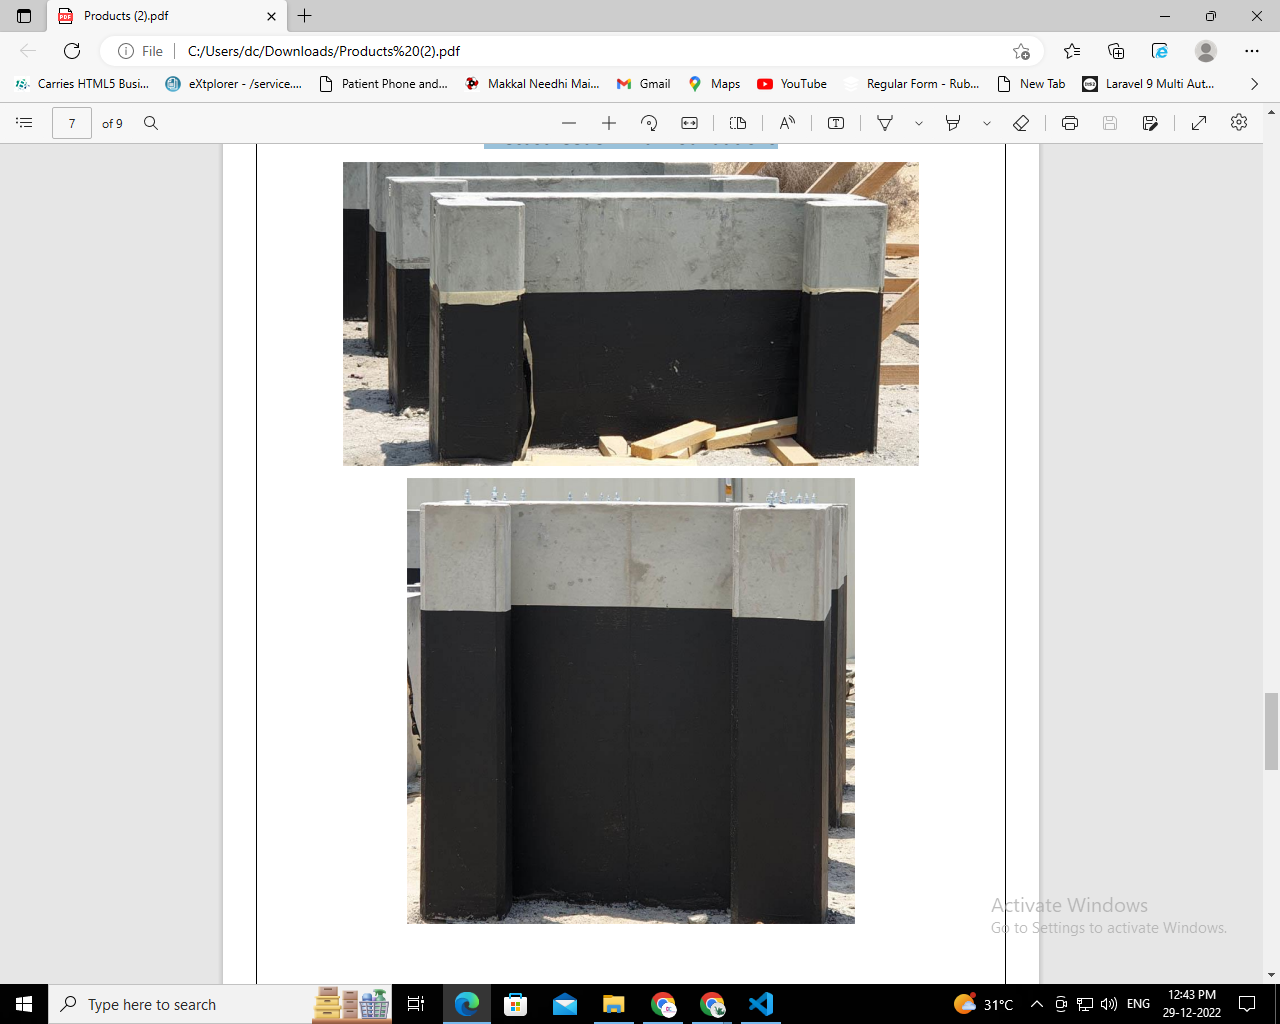 Products (2).pdf
File
C:/Users/dc/Downloads/Products%20(2).pdf
Carries HTML5 Busi...
eXtplorer - /service....
Patient Phone and...
Makkal Needhi Mai...
Gmail
Maps
YouTube
Regular Form - Rub...
New Tab
Laravel 9 Multi Aut...
7
of 9
Activate Windows
Go to Settings to activate Windows.
Type here to search
31°C
ENG
12:43 PM
29-12-2022